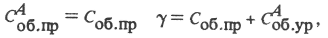 C^A_об.пр = C_об.пр γ = C_об.пр + C^A_об.ур,